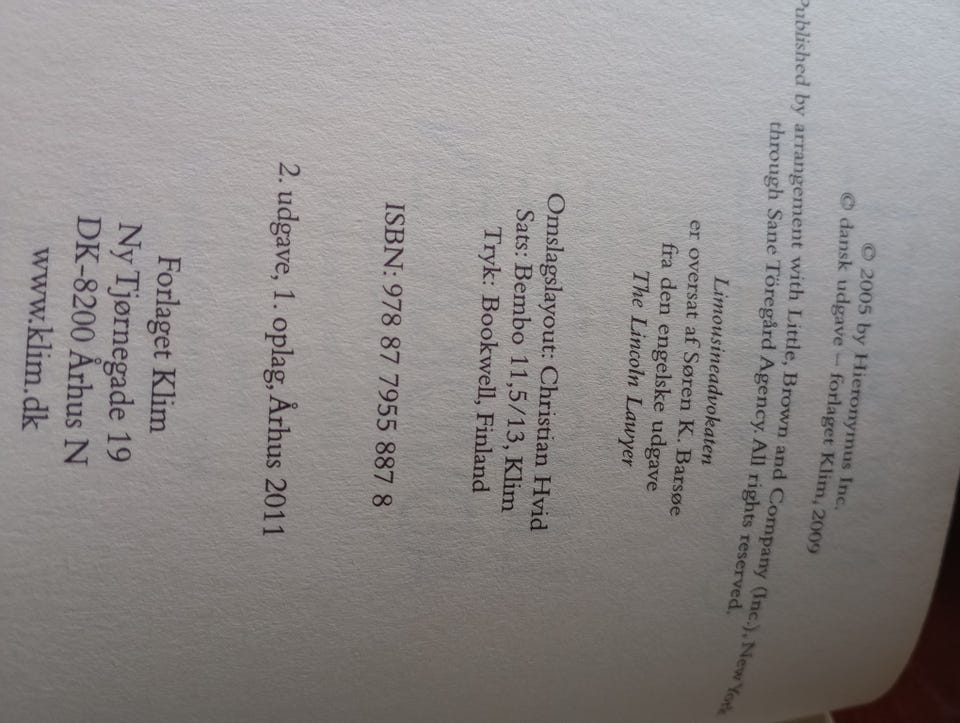 © 2005 by Hieronymus Inc.
© dansk udgave – forlaget Klim, 2009
Published by arrangement with Little, Brown and Company (Inc.), New York
through Sane Töregård Agency. All rights reserved.
Limousineadvokaten
er oversat af Søren K. Barsøe
fra den engelske udgave
The Lincoln Lawyer
Omslagslayout: Christian Hvid
Sats: Bembo 11,5/13, Klim
Tryk: Bookwell, Finland
ISBN: 978 87 7955 887 8
2. udgave, 1. oplag, Århus 2011
Forlaget Klim
Ny Tjørnegade 19
DK-8200 Århus N
www.klim.dk